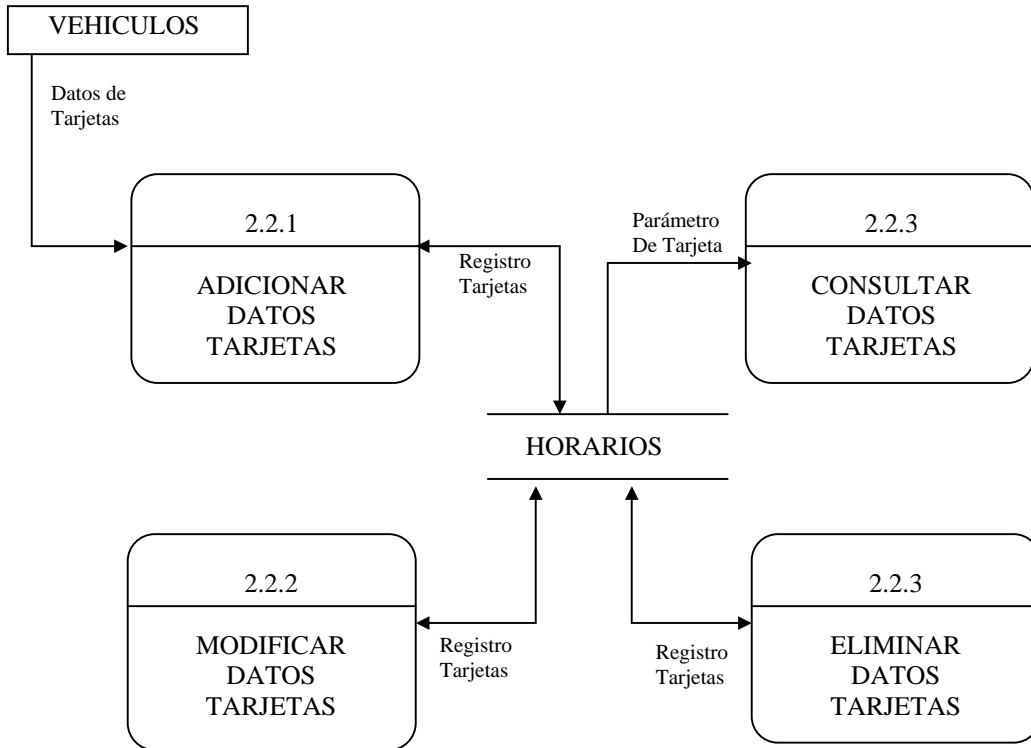 VEHICULOS
Datos de
Tarjetas
2.2.1
ADICIONAR
DATOS
TARJETAS
Registro
Tarjetas
Parámetro
De Tarjeta
2.2.3
CONSULTAR
DATOS
TARJETAS
HORARIOS
2.2.2
MODIFICAR
DATOS
TARJETAS
Registro
Tarjetas
Registro
Tarjetas
2.2.3
ELIMINAR
DATOS
TARJETAS